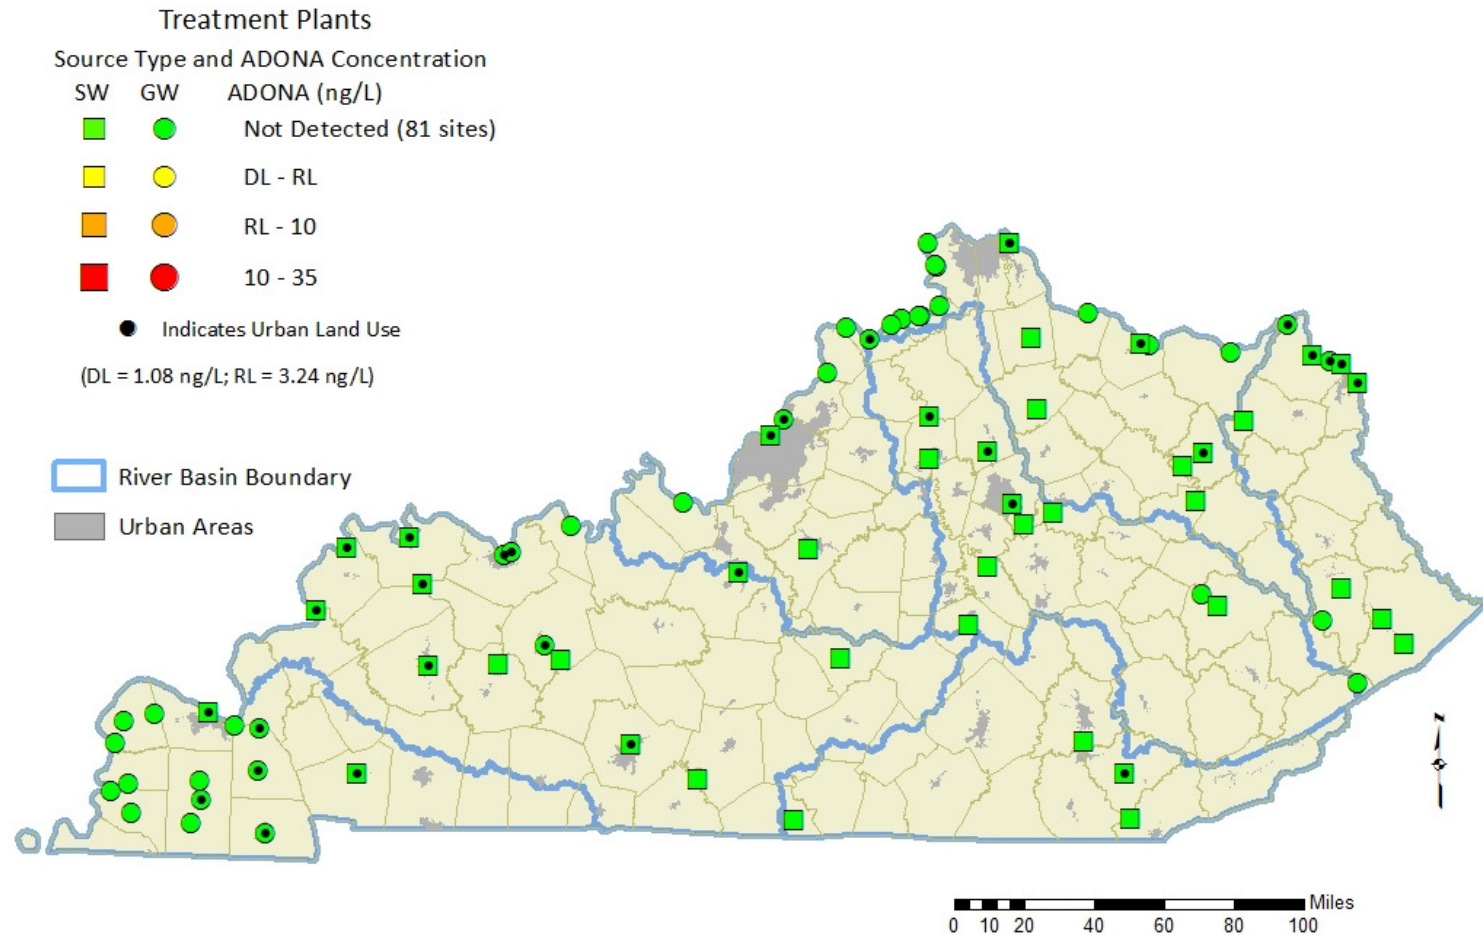 Treatment Plants
Source Type and ADONA Concentration
SW GW ADONA (ng/L)
Not Detected (81 sites)
DL - RL
RL - 10
10 - 35
Indicates Urban Land Use
(DL = 1.08 ng/L; RL = 3.24 ng/L)
River Basin Boundary
Urban Areas
N
Miles
0 10 20 40 60 80 100